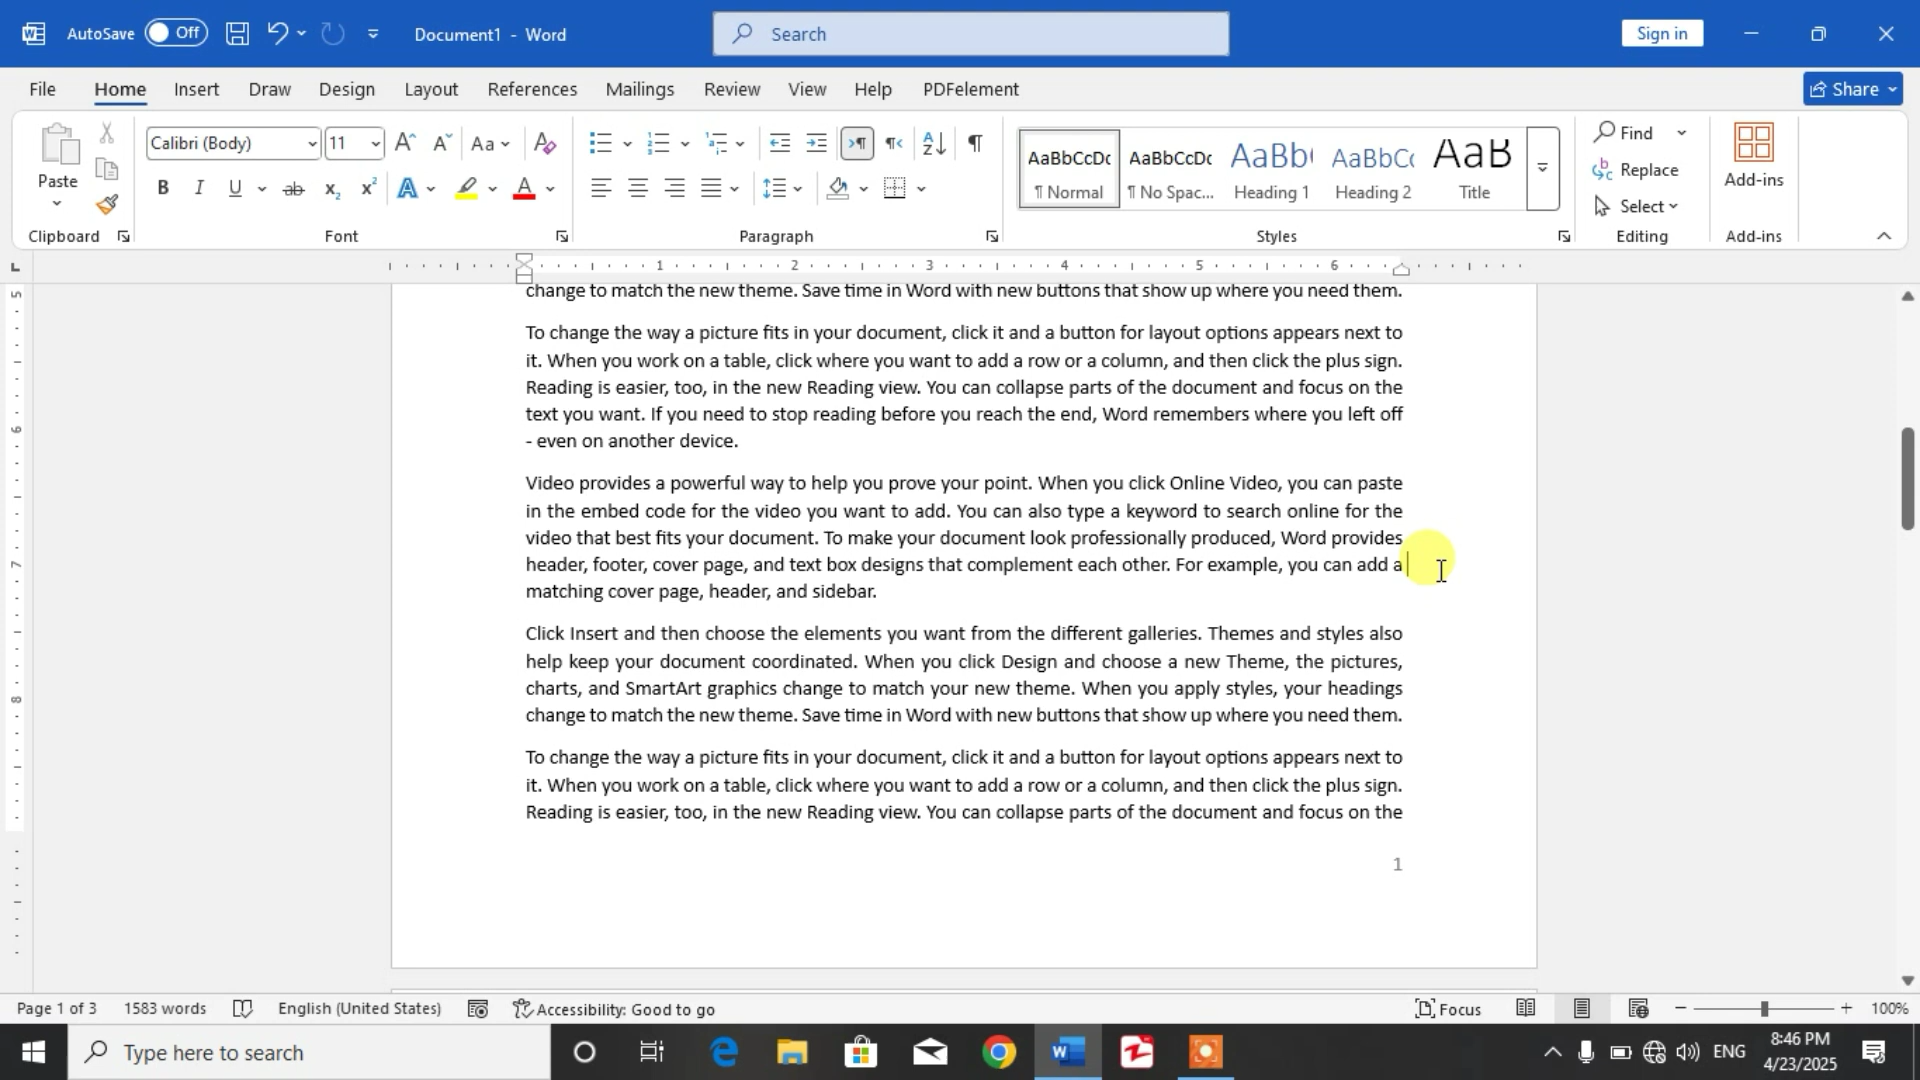 AutoSave Off Document1 - Word Search Sign in
File Home Insert Draw Design Layout References Mailings Review View Help PDFelement Share
Paste
Clipboard
Calibri (Body) 11 Aa
B I U ab x₂ x² A A
Font
Paragraph
AaBbCcDc AaBbCcDc AaBb( AaBbCc AaB
¶ Normal ¶ No Spac... Heading 1 Heading 2 Title
Styles
Find
Replace
Select
Editing
Add-ins
Add-ins
1 2 3 4 5 6
5
6
7
8
change to match the new theme. Save time in Word with new buttons that show up where you need them.
To change the way a picture fits in your document, click it and a button for layout options appears next to
it. When you work on a table, click where you want to add a row or a column, and then click the plus sign.
Reading is easier, too, in the new Reading view. You can collapse parts of the document and focus on the
text you want. If you need to stop reading before you reach the end, Word remembers where you left off
- even on another device.
Video provides a powerful way to help you prove your point. When you click Online Video, you can paste
in the embed code for the video you want to add. You can also type a keyword to search online for the
video that best fits your document. To make your document look professionally produced, Word provides
header, footer, cover page, and text box designs that complement each other. For example, you can add a
matching cover page, header, and sidebar.
Click Insert and then choose the elements you want from the different galleries. Themes and styles also
help keep your document coordinated. When you click Design and choose a new Theme, the pictures,
charts, and SmartArt graphics change to match your new theme. When you apply styles, your headings
change to match the new theme. Save time in Word with new buttons that show up where you need them.
To change the way a picture fits in your document, click it and a button for layout options appears next to
it. When you work on a table, click where you want to add a row or a column, and then click the plus sign.
Reading is easier, too, in the new Reading view. You can collapse parts of the document and focus on the
1
Page 1 of 3 1583 words English (United States) Accessibility: Good to go Focus 100%
Type here to search ENG 8:46 PM
4/23/2025